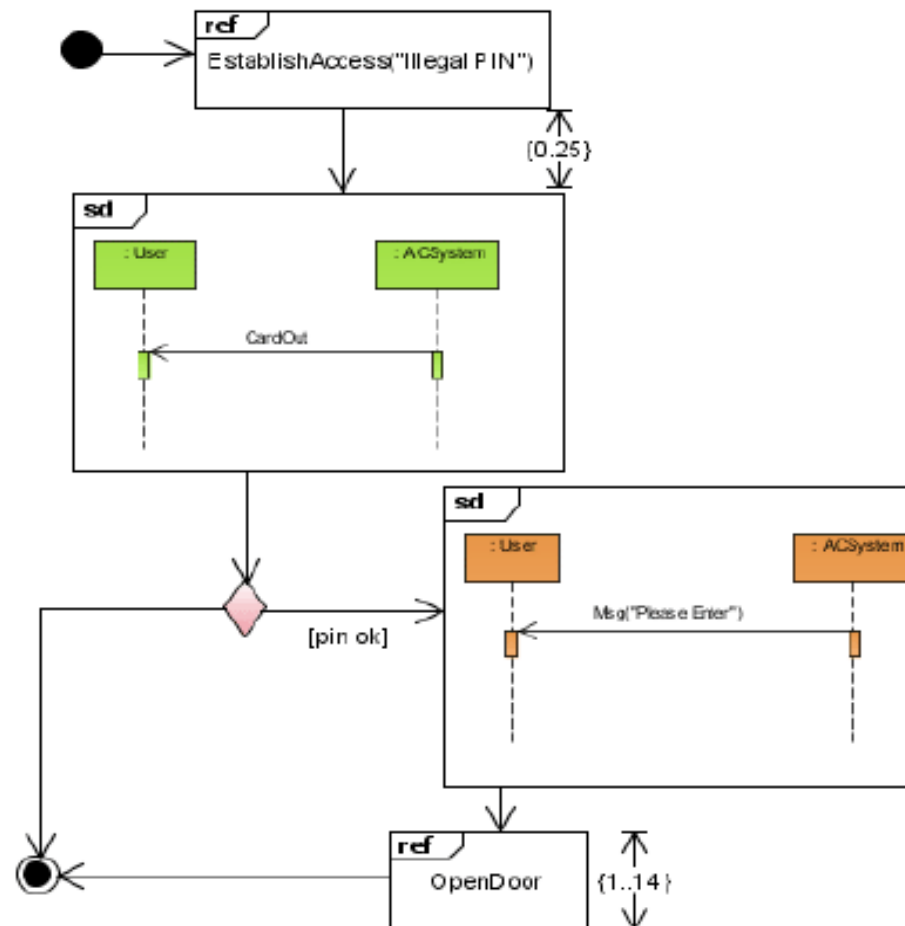 ref
EstablishAccess("Illegal PIN")
{0..25}
sd
: User
: ACSystem
CardOut
sd
: User
: ACSystem
Msg("Please Enter")
[pin ok]
ref
OpenDoor
{1..14}